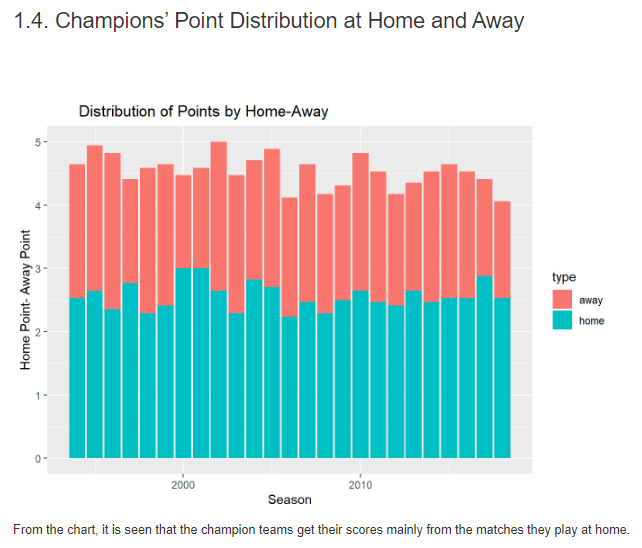 1.4. Champions’ Point Distribution at Home and Away
Distribution of Points by Home-Away
5
4
3
2
1
0
Home Point- Away Point
2000
2010
Season
type
away
home
From the chart, it is seen that the champion teams get their scores mainly from the matches they play at home.